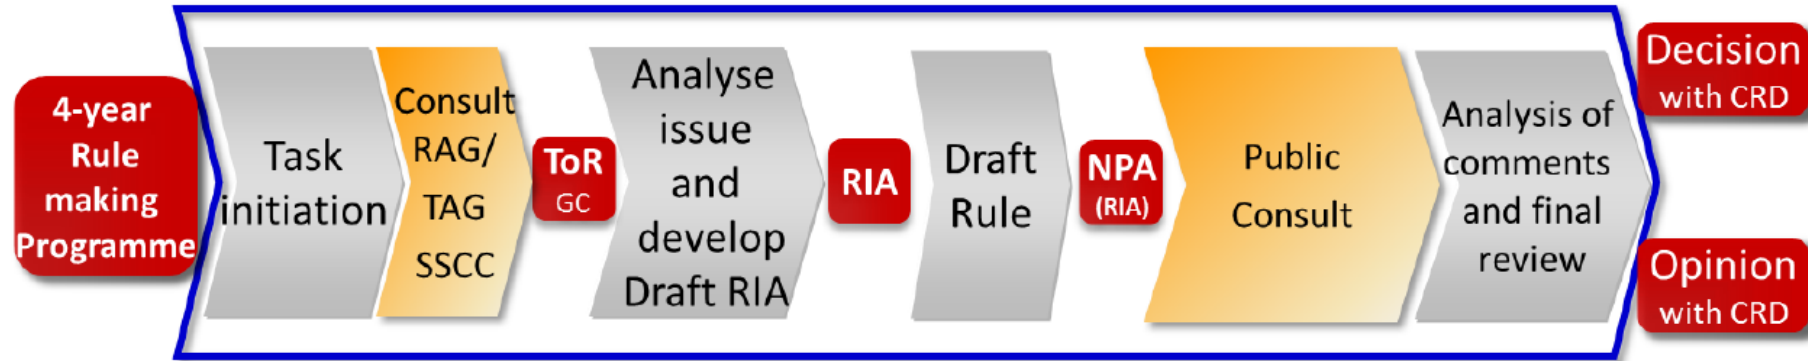 4-year
Rule
making
Programme
Task
initiation
Consult
RAG/
TAG
SSCC
ToR
GC
Analyse
issue
and
develop
Draft RIA
RIA
Draft
Rule
NPA
(RIA)
Public
Consult
Analysis of
comments
and final
review
Decision
with CRD
Opinion
with CRD